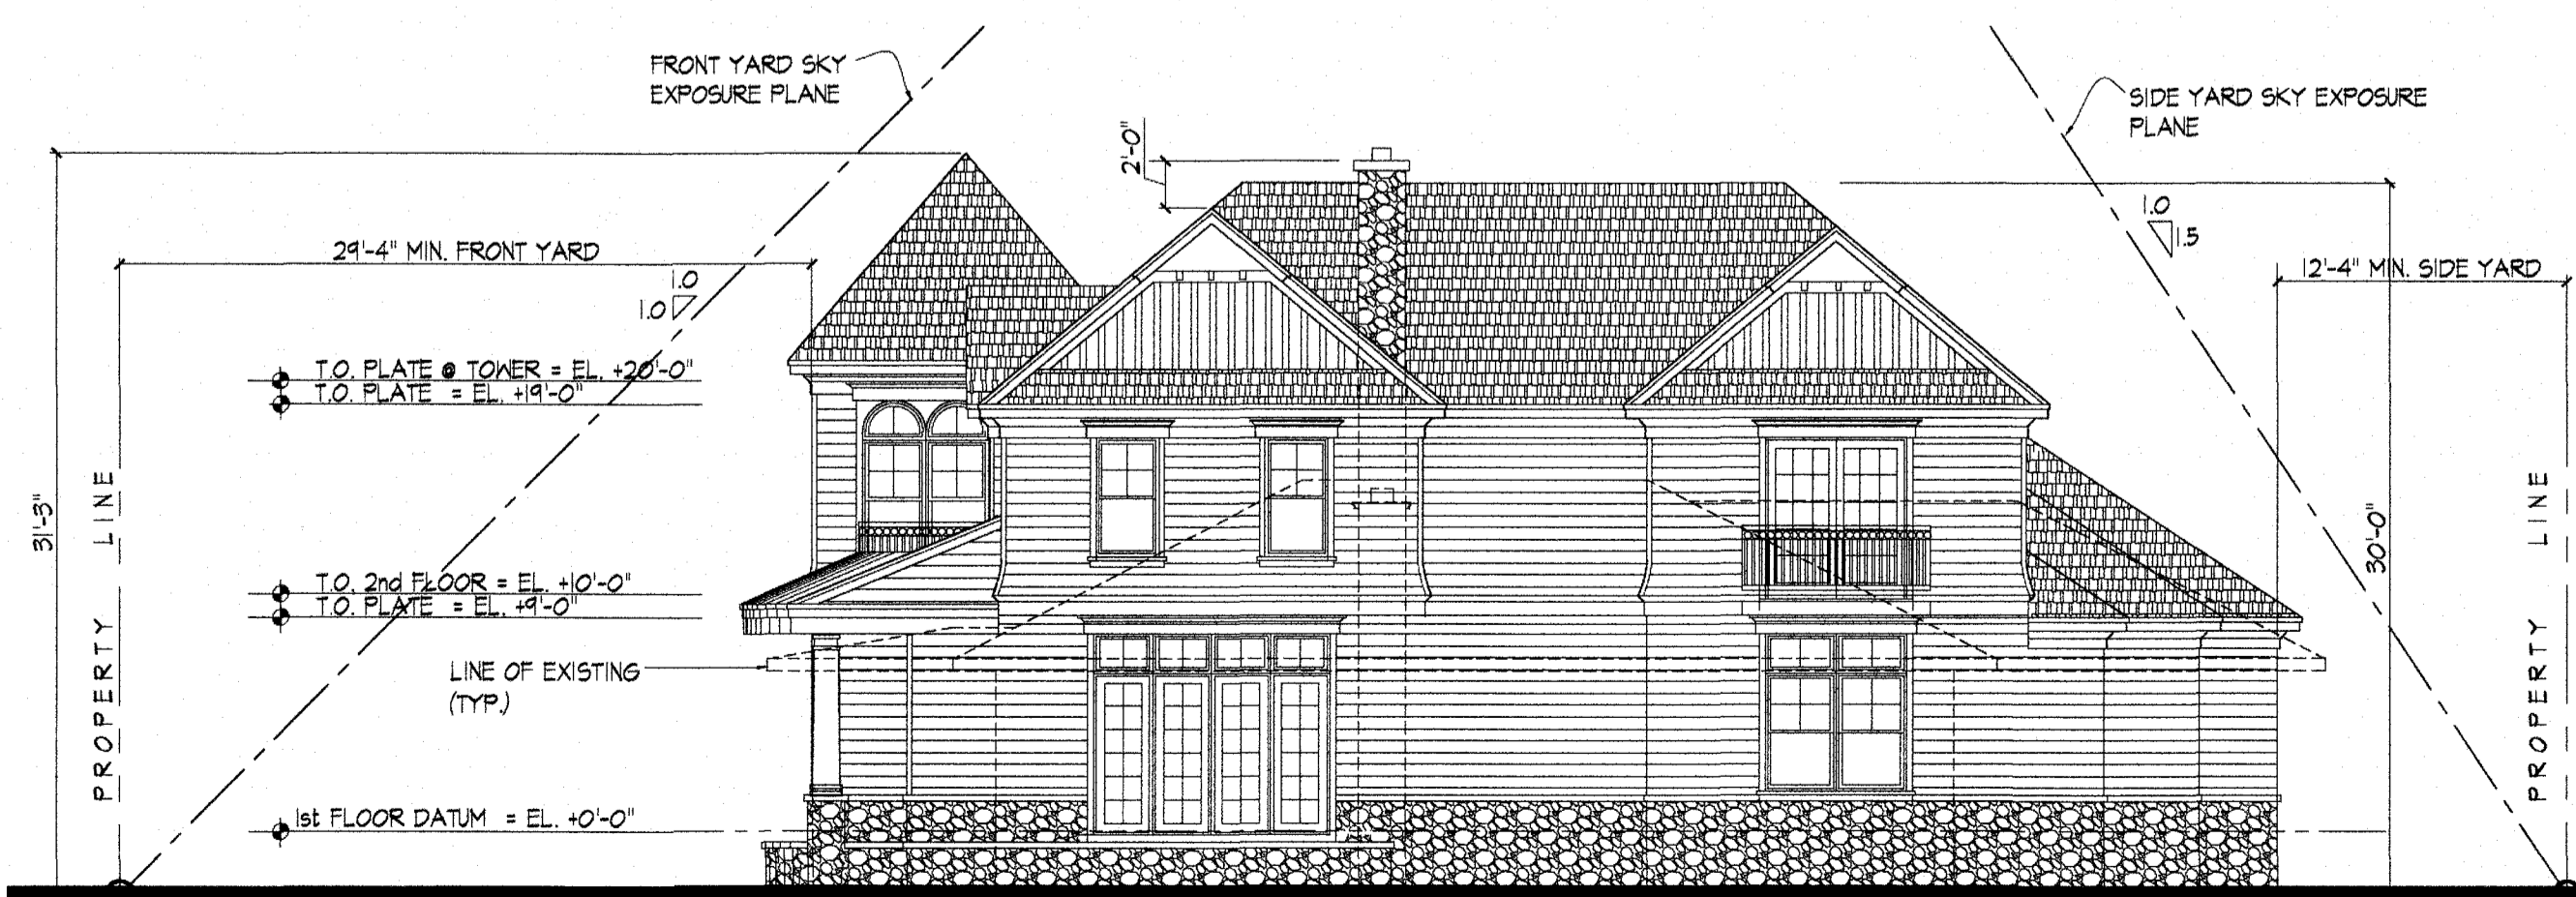 FRONT YARD SKY
EXPOSURE PLANE
SIDE YARD SKY EXPOSURE
PLANE
2'-0"
1.0
1.5
29'-4" MIN. FRONT YARD
12'-4" MIN. SIDE YARD
1.0
1.0
T.O. PLATE @ TOWER = EL. +20'-0"
T.O. PLATE = EL. +19'-0"
31'-3"
PROPERTY LINE
30'-0"
PROPERTY LINE
T.O. 2nd FLOOR = EL. +10'-0"
T.O. PLATE = EL. +9'-0"
LINE OF EXISTING
(TYP.)
1st FLOOR DATUM = EL. +0'-0"